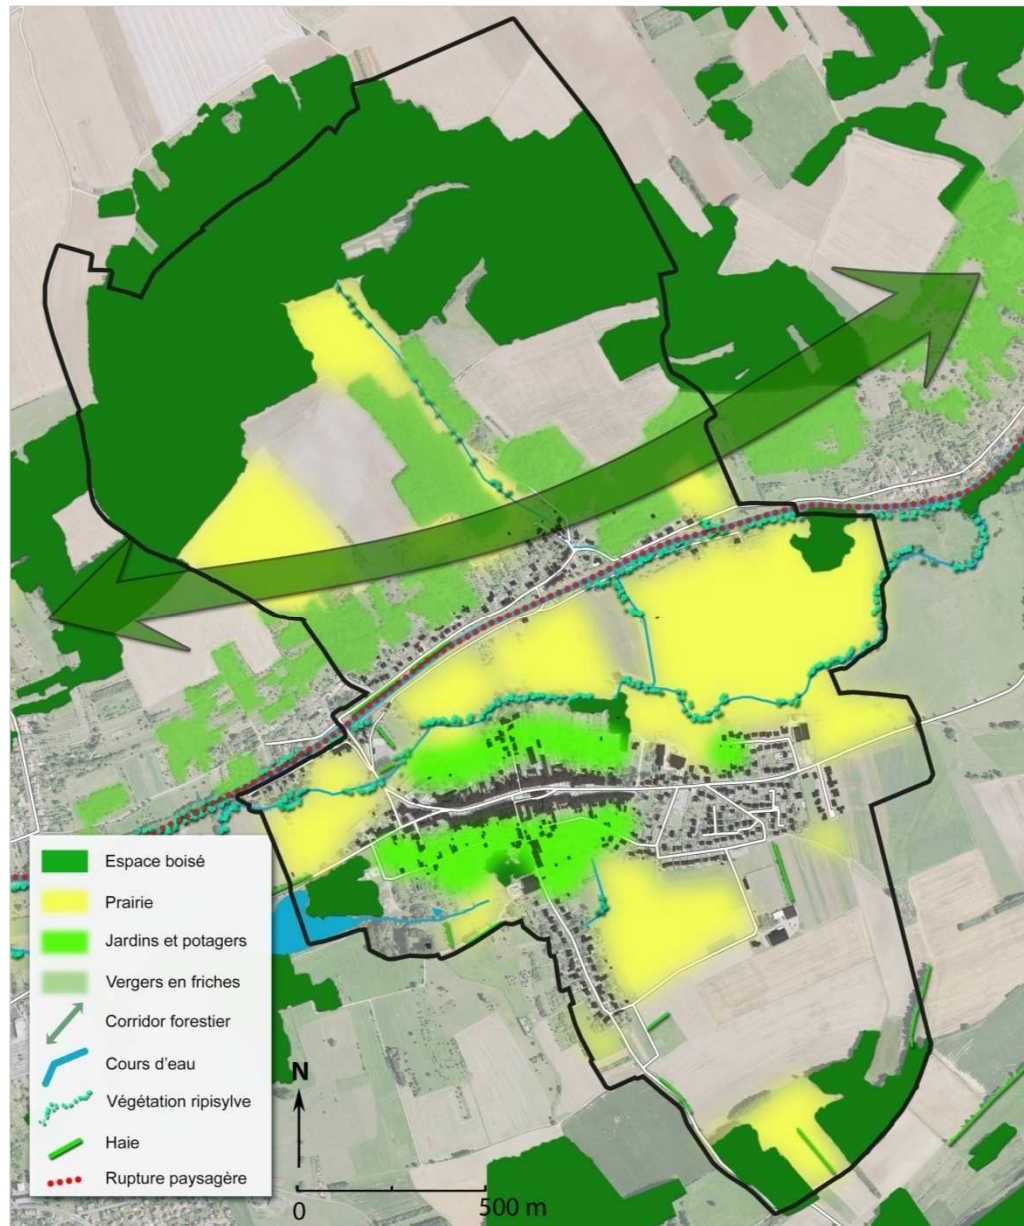 Espace boisé
Prairie
Jardins et potagers
Vergers en friches
Corridor forestier
Cours d'eau
Végétation ripisylve
Haie
Rupture paysagère
N
0
500 m